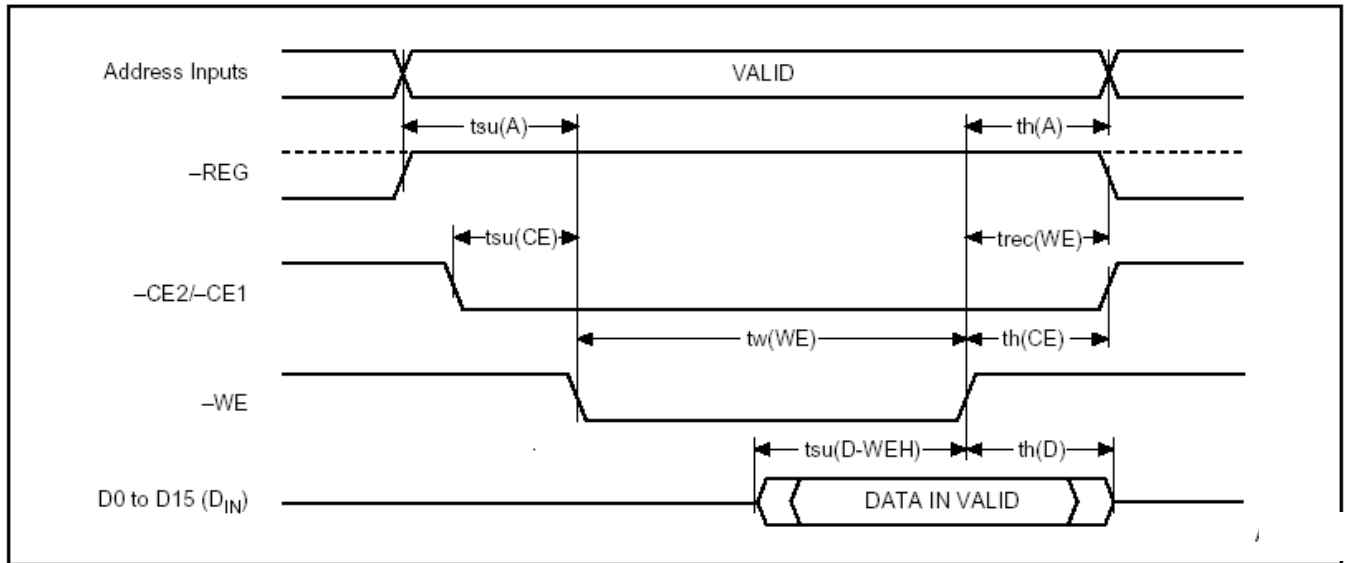 Address Inputs
VALID
tsu(A)
th(A)
–REG
tsu(CE)
trec(WE)
–CE2/–CE1
tw(WE)
th(CE)
–WE
tsu(D-WEH)
th(D)
D0 to D15 (DIN)
DATA IN VALID